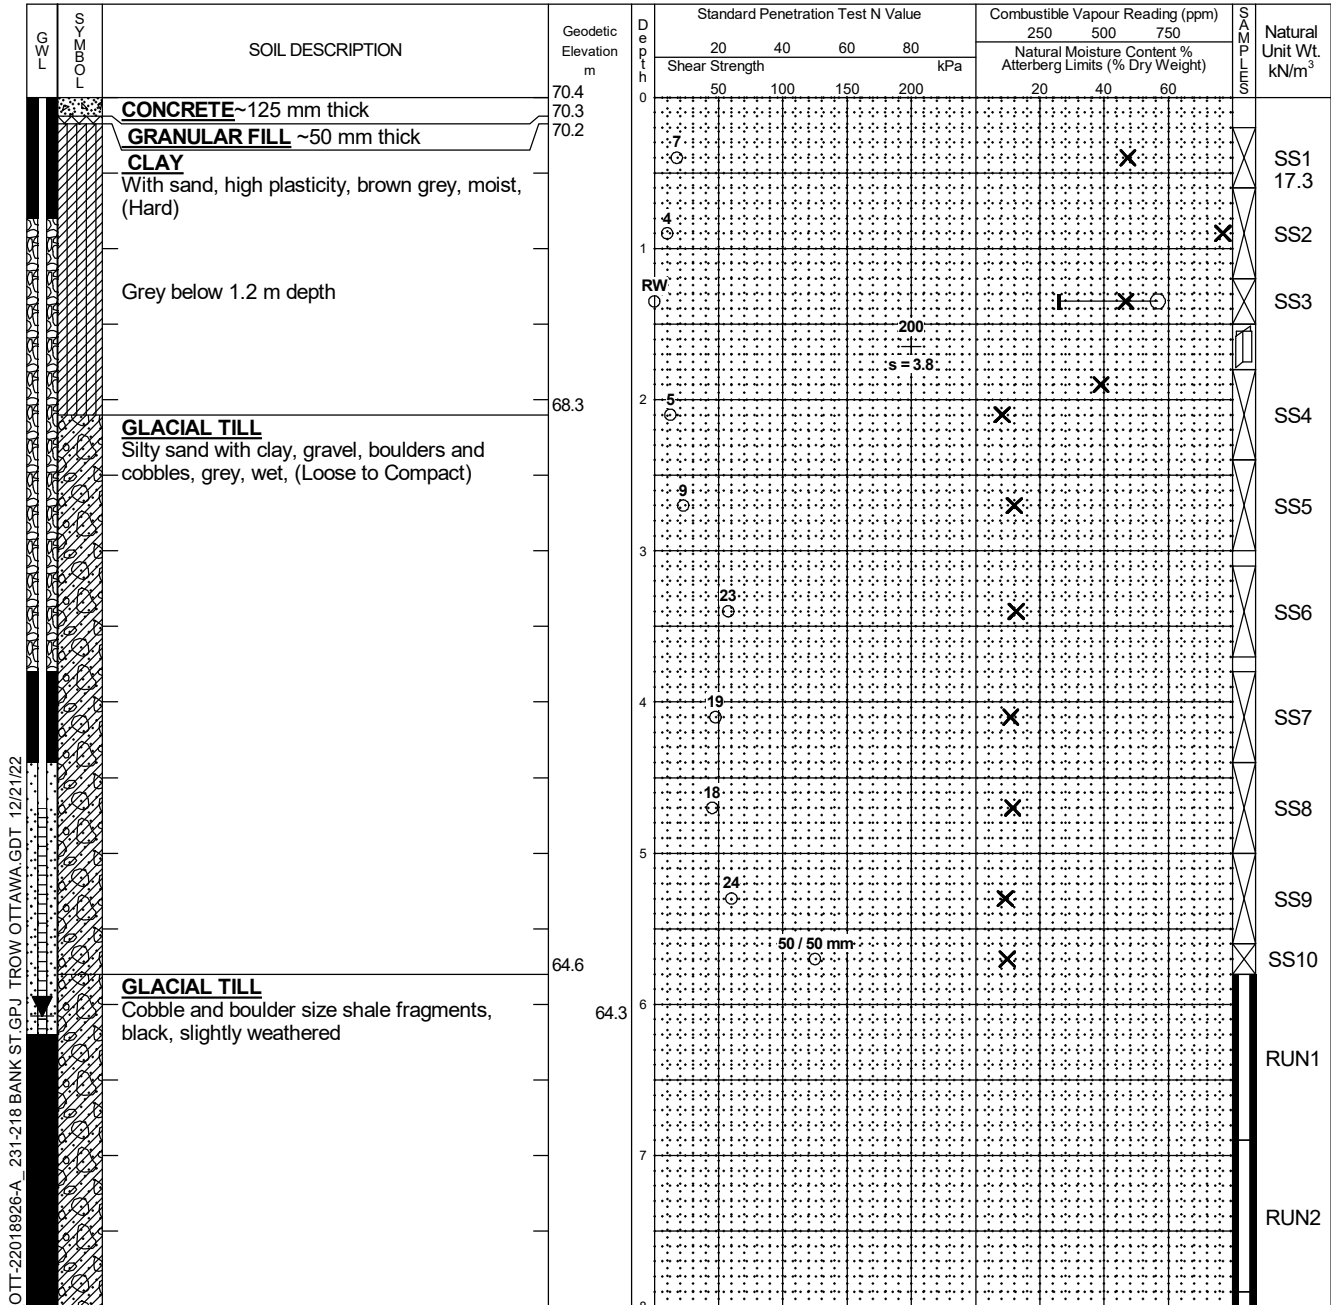 GWL
SYMBOL
SOIL DESCRIPTION
Geodetic
Elevation
m
Depth
Standard Penetration Test N Value
20 40 60 80
Shear Strength kPa
50 100 150 200
Combustible Vapour Reading (ppm)
250 500 750
Natural Moisture Content %
Atterberg Limits (% Dry Weight)
20 40 60
SAMPLES
Natural
Unit Wt.
kN/m³
70.4
0
CONCRETE~125 mm thick
70.3
GRANULAR FILL ~50 mm thick
70.2
CLAY
With sand, high plasticity, brown grey, moist,
(Hard)
7
SS1
17.3
4
SS2
1
Grey below 1.2 m depth
RW
SS3
200
s = 3.8
68.3
2
5
SS4
GLACIAL TILL
Silty sand with clay, gravel, boulders and
cobbles, grey, wet, (Loose to Compact)
9
SS5
3
23
SS6
4
19
SS7
18
SS8
5
24
SS9
50 / 50 mm
64.6
SS10
GLACIAL TILL
Cobble and boulder size shale fragments,
black, slightly weathered
64.3
6
RUN1
7
RUN2
8
OTT-22018926-A_ 231-218 BANK ST.GPJ TROW OTTAWA.GDT 12/21/22